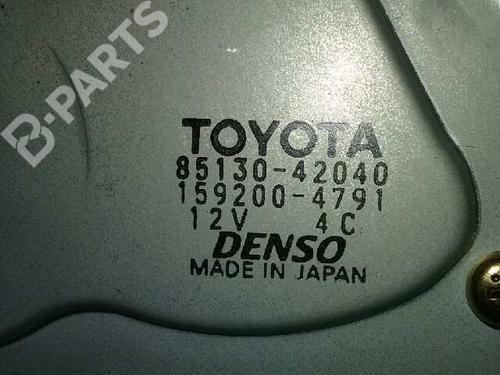 B-PARTS
TOYOTA
85130-42040
159200-4791
12V 4C
DENSO
MADE IN JAPAN